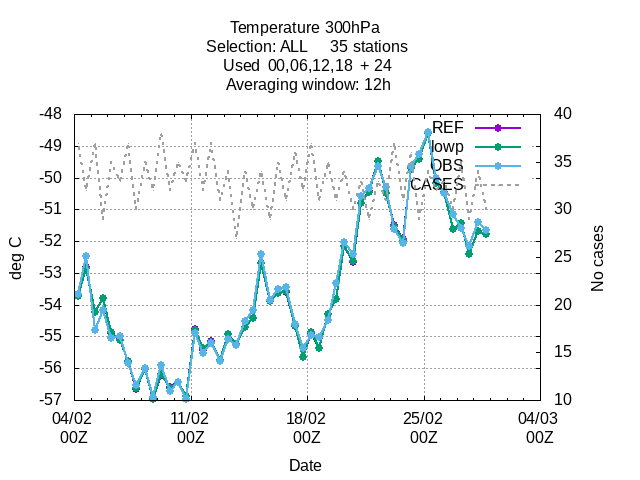 Temperature 300hPa
Selection: ALL 35 stations
Used 00,06,12,18 + 24
Averaging window: 12h
REF
lowp
OBS
CASES
deg C
-48
-49
-50
-51
-52
-53
-54
-55
-56
-57
No cases
40
35
30
25
20
15
10
04/02 11/02 18/02 25/02 04/03
00Z 00Z 00Z 00Z 00Z
Date